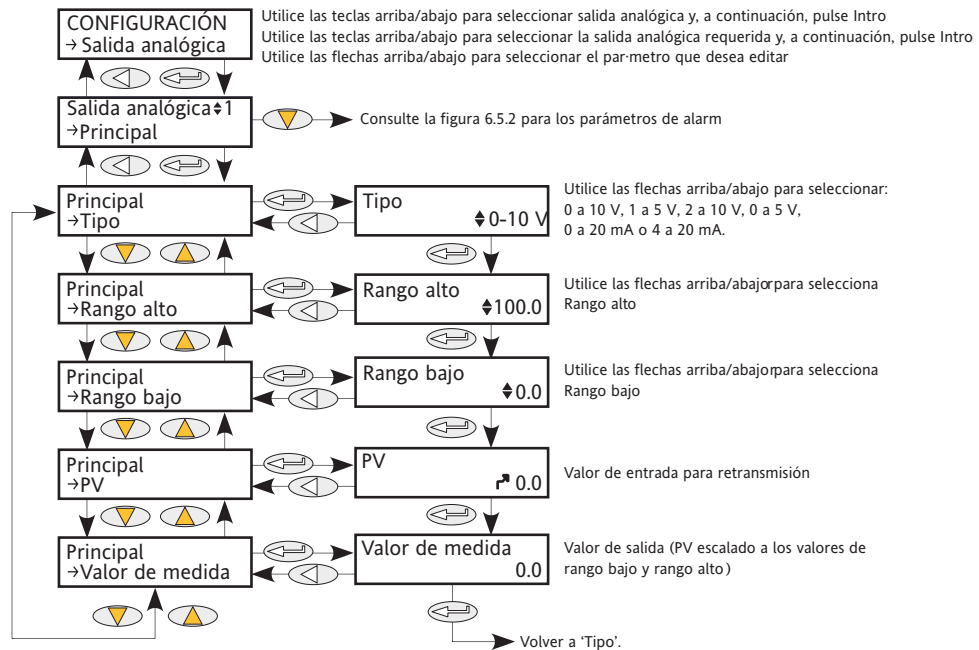 CONFIGURACIÓN
→ Salida analógica
Utilice las teclas arriba/abajo para seleccionar salida analógica y, a continuación, pulse Intro
Utilice las teclas arriba/abajo para seleccionar la salida analógica requerida y, a continuación, pulse Intro
Utilice las flechas arriba/abajo para seleccionar el par·metro que desea editar
Salida analógica 1
→Principal
Consulte la figura 6.5.2 para los parámetros de alarm
Principal
→Tipo
Tipo
0-10 V
Utilice las flechas arriba/abajo para seleccionar:
0 a 10 V, 1 a 5 V, 2 a 10 V, 0 a 5 V,
0 a 20 mA o 4 a 20 mA.
Principal
→Rango alto
Rango alto
100.0
Utilice las flechas arriba/abajorpara selecciona
Rango alto
Principal
→Rango bajo
Rango bajo
0.0
Utilice las flechas arriba/abajorpara selecciona
Rango bajo
Principal
→PV
PV
0.0
Valor de entrada para retransmisión
Principal
→Valor de medida
Valor de medida
0.0
Valor de salida (PV escalado a los valores de
rango bajo y rango alto)
Volver a ‘Tipo’.